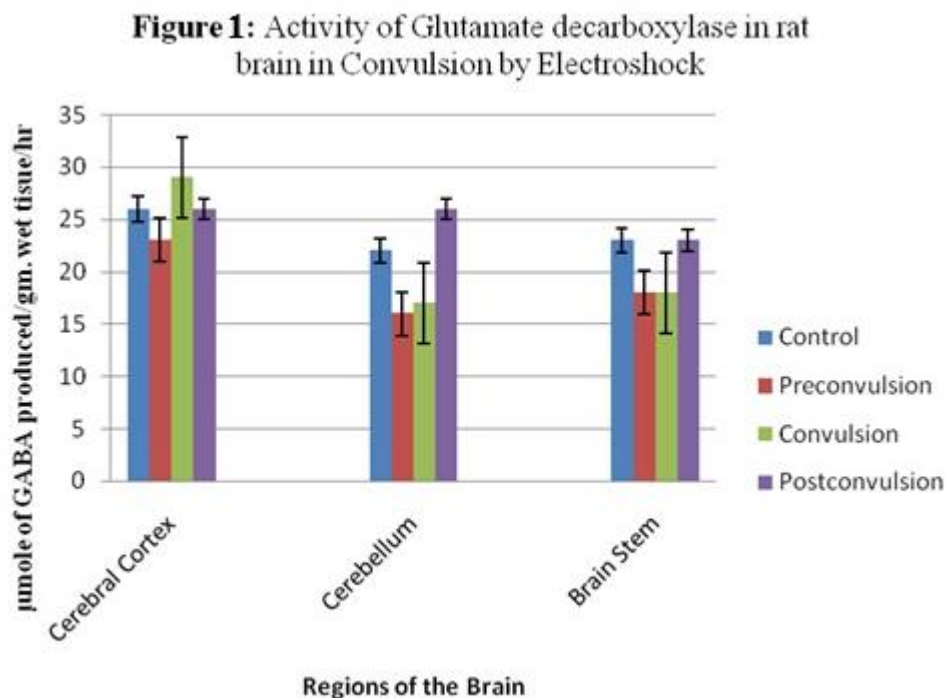 Figure 1: Activity of Glutamate decarboxylase in rat
brain in Convulsion by Electroshock
µmole of GABA produced/gm. wet tisuie/hr
35
30
25
20
15
10
5
0
Cerebral Cortex
Cerebellum
Brain Stem
Regions of the Brain
Control
Preconvulsion
Convulsion
Postconvulsion